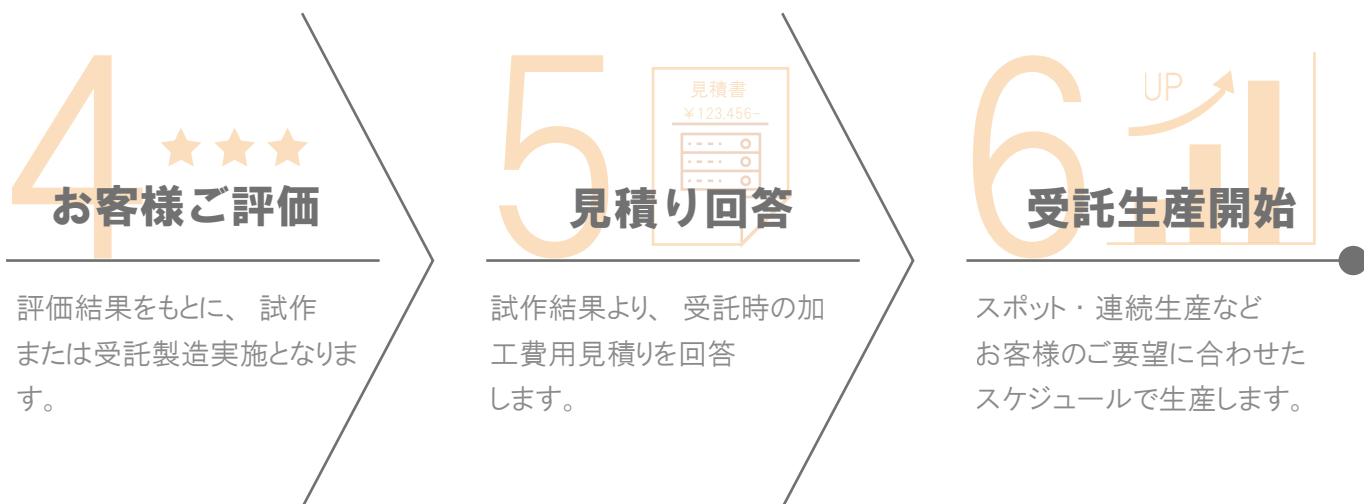 4
お客様ご評価
評価結果をもとに、 試作
または受託製造実施となりま
す。
5
見積書
¥123,456-
見積り回答
試作結果より、 受託時の加
工費用見積りを回答
します。
6
UP
受託生産開始
スポット・連続生産など
お客様のご要望に合わせた
スケジュールで生産します。